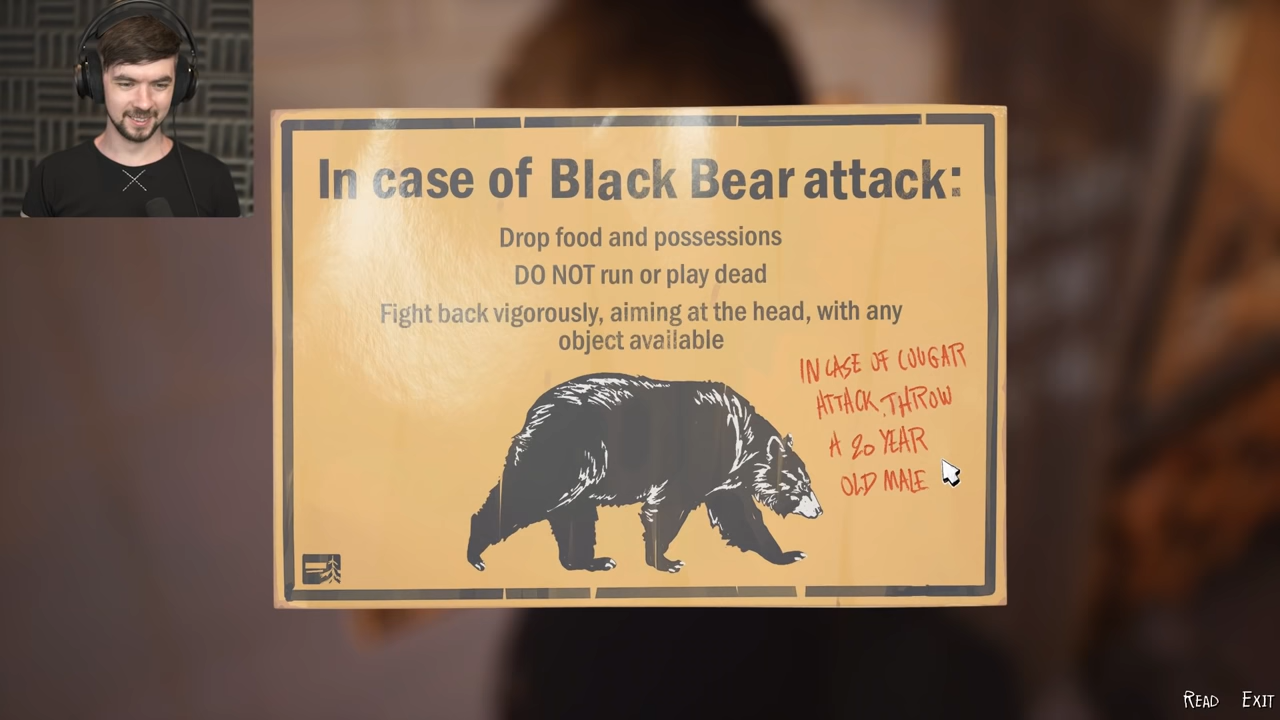 In case of Black Bear attack:
Drop food and possessions
DO NOT run or play dead
Fight back vigorously, aiming at the head, with any
object available
IN CASE OF COUGAR
ATTACK, THROW
A 20 YEAR
OLD MALE
READ EXIT